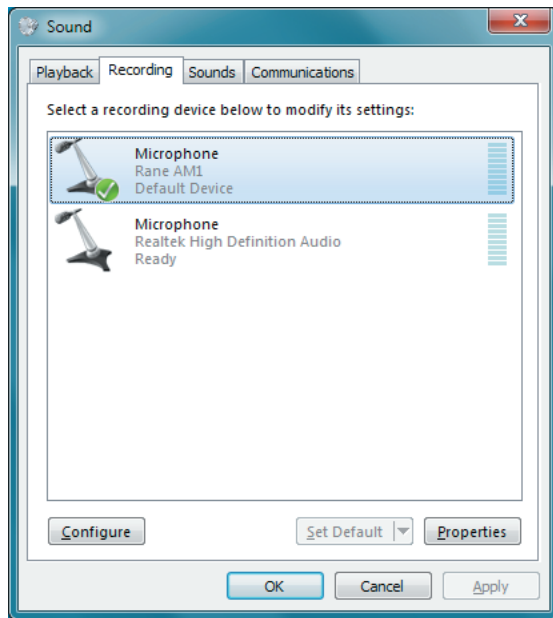 Sound
Playback Recording Sounds Communications
Select a recording device below to modify its settings:
Microphone
Rane AM1
Default Device
Microphone
Realtek High Definition Audio
Ready
Configure Set Default Properties
OK Cancel Apply